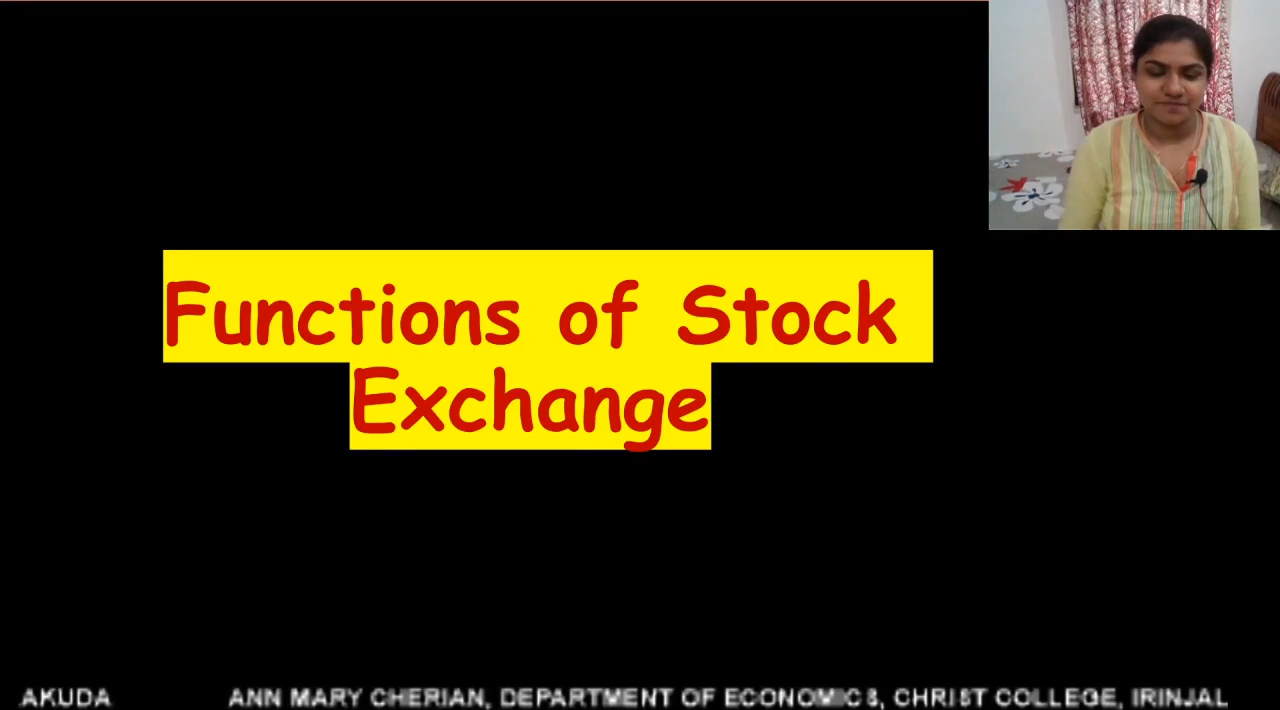 Functions of Stock
Exchange
AKUDA ANN MARY CHERIAN, DEPARTMENT OF ECONOMICS, CHRIST COLLEGE, IRINJAL